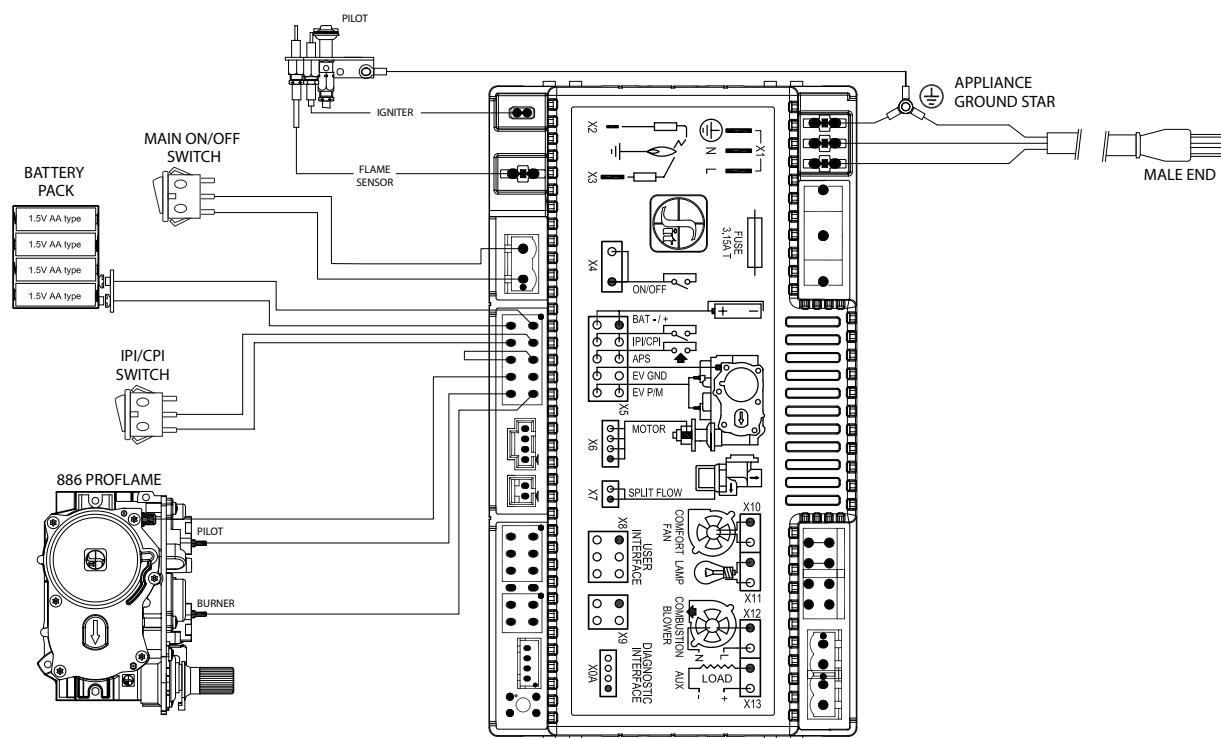 PILOT
IGNITER
FLAME
SENSOR
MAIN ON/OFF
SWITCH
BATTERY
PACK
1.5V AA type
1.5V AA type
1.5V AA type
1.5V AA type
IPI/CPI
SWITCH
886 PROFLAME
PILOT
BURNER
APPLIANCE
GROUND STAR
MALE END
X2
X3
N
L
X1
FUSE
3,15A T
X4
ON/OFF
+
−
BAT - / +
IPI/CPI
APS
EV GND
EV P/M
X5
MOTOR
X6
SPLIT FLOW
X7
X8
USER
INTERFACE
X10
COMFORT
FAN
LAMP
X11
X9
DIAGNOSTIC
INTERFACE
X12
COMBUSTION
BLOWER
N
L
X0A
AUX
LOAD
-
+
X13